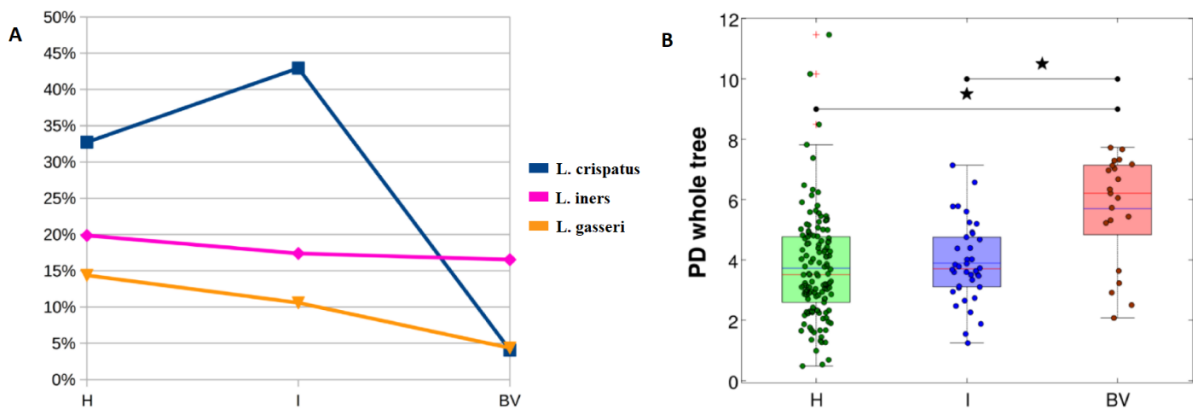 A
50%
45%
40%
35%
30%
25%
20%
15%
10%
5%
0%
H I BV
L. crispatus
L. iners
L. gasseri
B
PD whole tree
12
10
8
6
4
2
0
H I BV